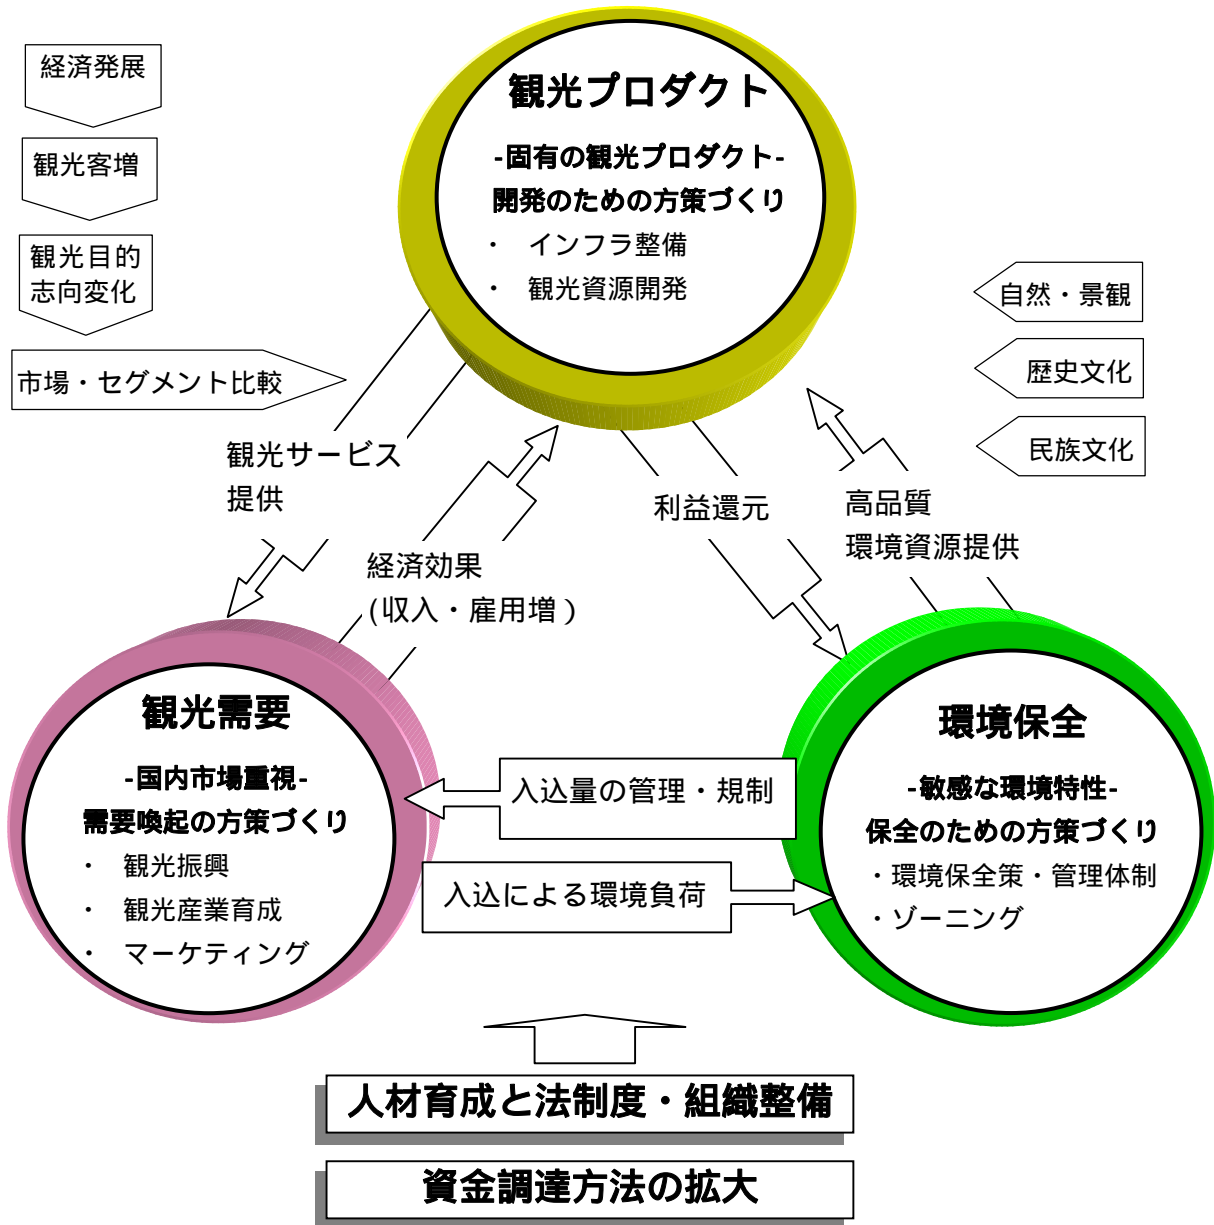 経済発展
観光客増
観光目的
志向変化
市場・セグメント比較
観光プロダクト
-固有の観光プロダクト-
開発のための方策づくり
・ インフラ整備
・ 観光資源開発
自然・景観
歴史文化
民族文化
観光サービス
提供
経済効果
(収入・雇用増）
利益還元
高品質
環境資源提供
観光需要
-国内市場重視-
需要喚起の方策づくり
・ 観光振興
・ 観光産業育成
・ マーケティング
入込量の管理・規制
入込による環境負荷
環境保全
-敏感な環境特性-
保全のための方策づくり
・環境保全策・管理体制
・ゾーニング
人材育成と法制度・組織整備
資金調達方法の拡大